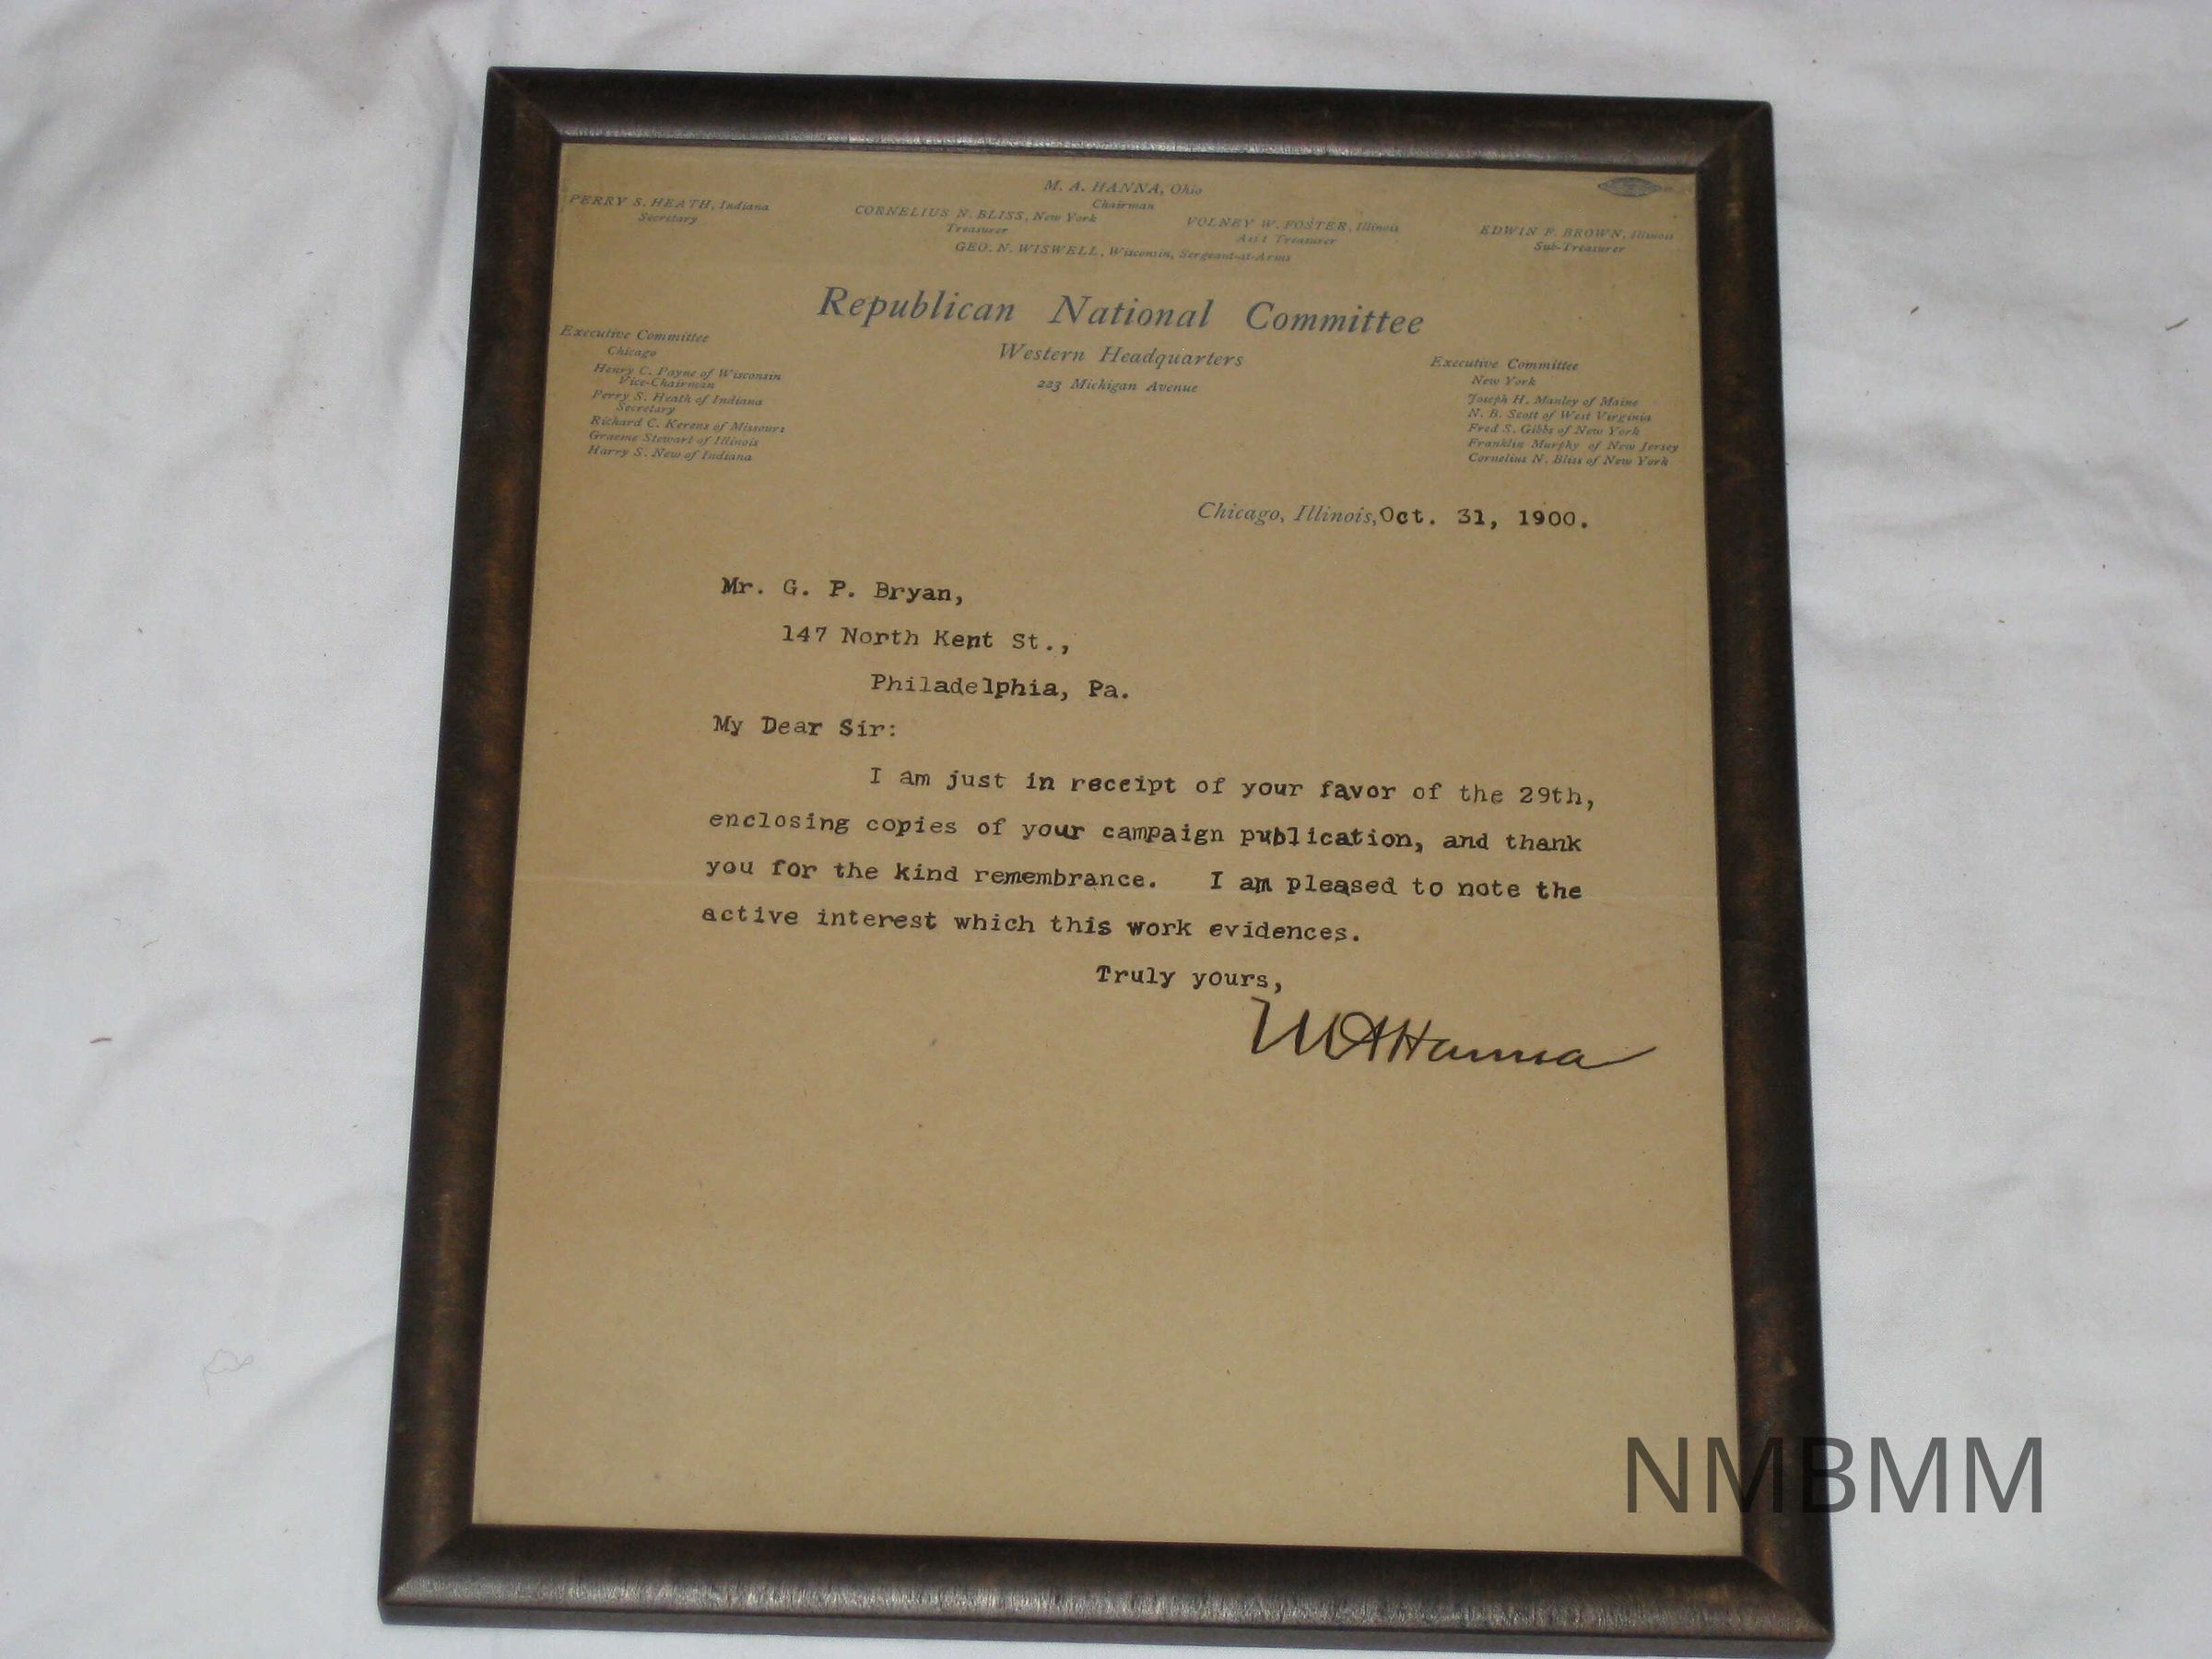 M. A. HANNA, Ohio
Chairman
PERRY S. HEATH, Indiana
Secretary
CORNELIUS N. BLISS, New York
Treasurer
VOLNEY W. FOSTER, Illinois
Ass't Treasurer
EDWIN F. BROWN, Illinois
Sub-Treasurer
GEO. N. WISWELL, Wisconsin, Sergeant-at-Arms
Republican National Committee
Western Headquarters
223 Michigan Avenue
Executive Committee
Chicago
Henry C. Payne of Wisconsin
Vice-Chairman
Perry S. Heath of Indiana
Secretary
Richard C. Kerens of Missouri
Graeme Stewart of Illinois
Harry S. New of Indiana
Executive Committee
New York
Joseph H. Manley of Maine
N. B. Scott of West Virginia
Fred S. Gibbs of New York
Franklin Murphy of New Jersey
Cornelius N. Bliss of New York
Chicago, Illinois, Oct. 31, 1900.
Mr. G. P. Bryan,
147 North Kent St.,
Philadelphia, Pa.
My Dear Sir:
I am just in receipt of your favor of the 29th,
enclosing copies of your campaign publication, and thank
you for the kind remembrance. I am pleased to note the
active interest which this work evidences.
Truly yours,
M A Hanna
NMBMM